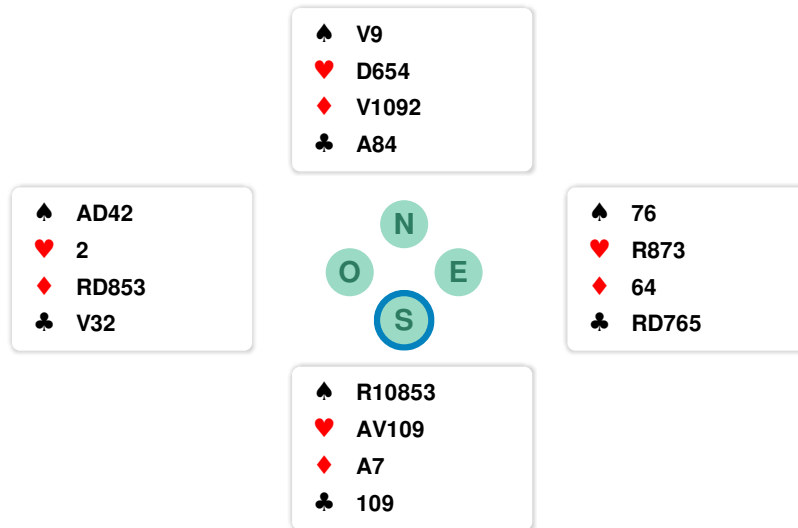 ♠ V9
♥ D654
♦ V1092
♣ A84
♠ AD42
♥ 2
♦ RD853
♣ V32
N
O
E
S
♠ 76
♥ R873
♦ 64
♣ RD765
♠ R10853
♥ AV109
♦ A7
♣ 109